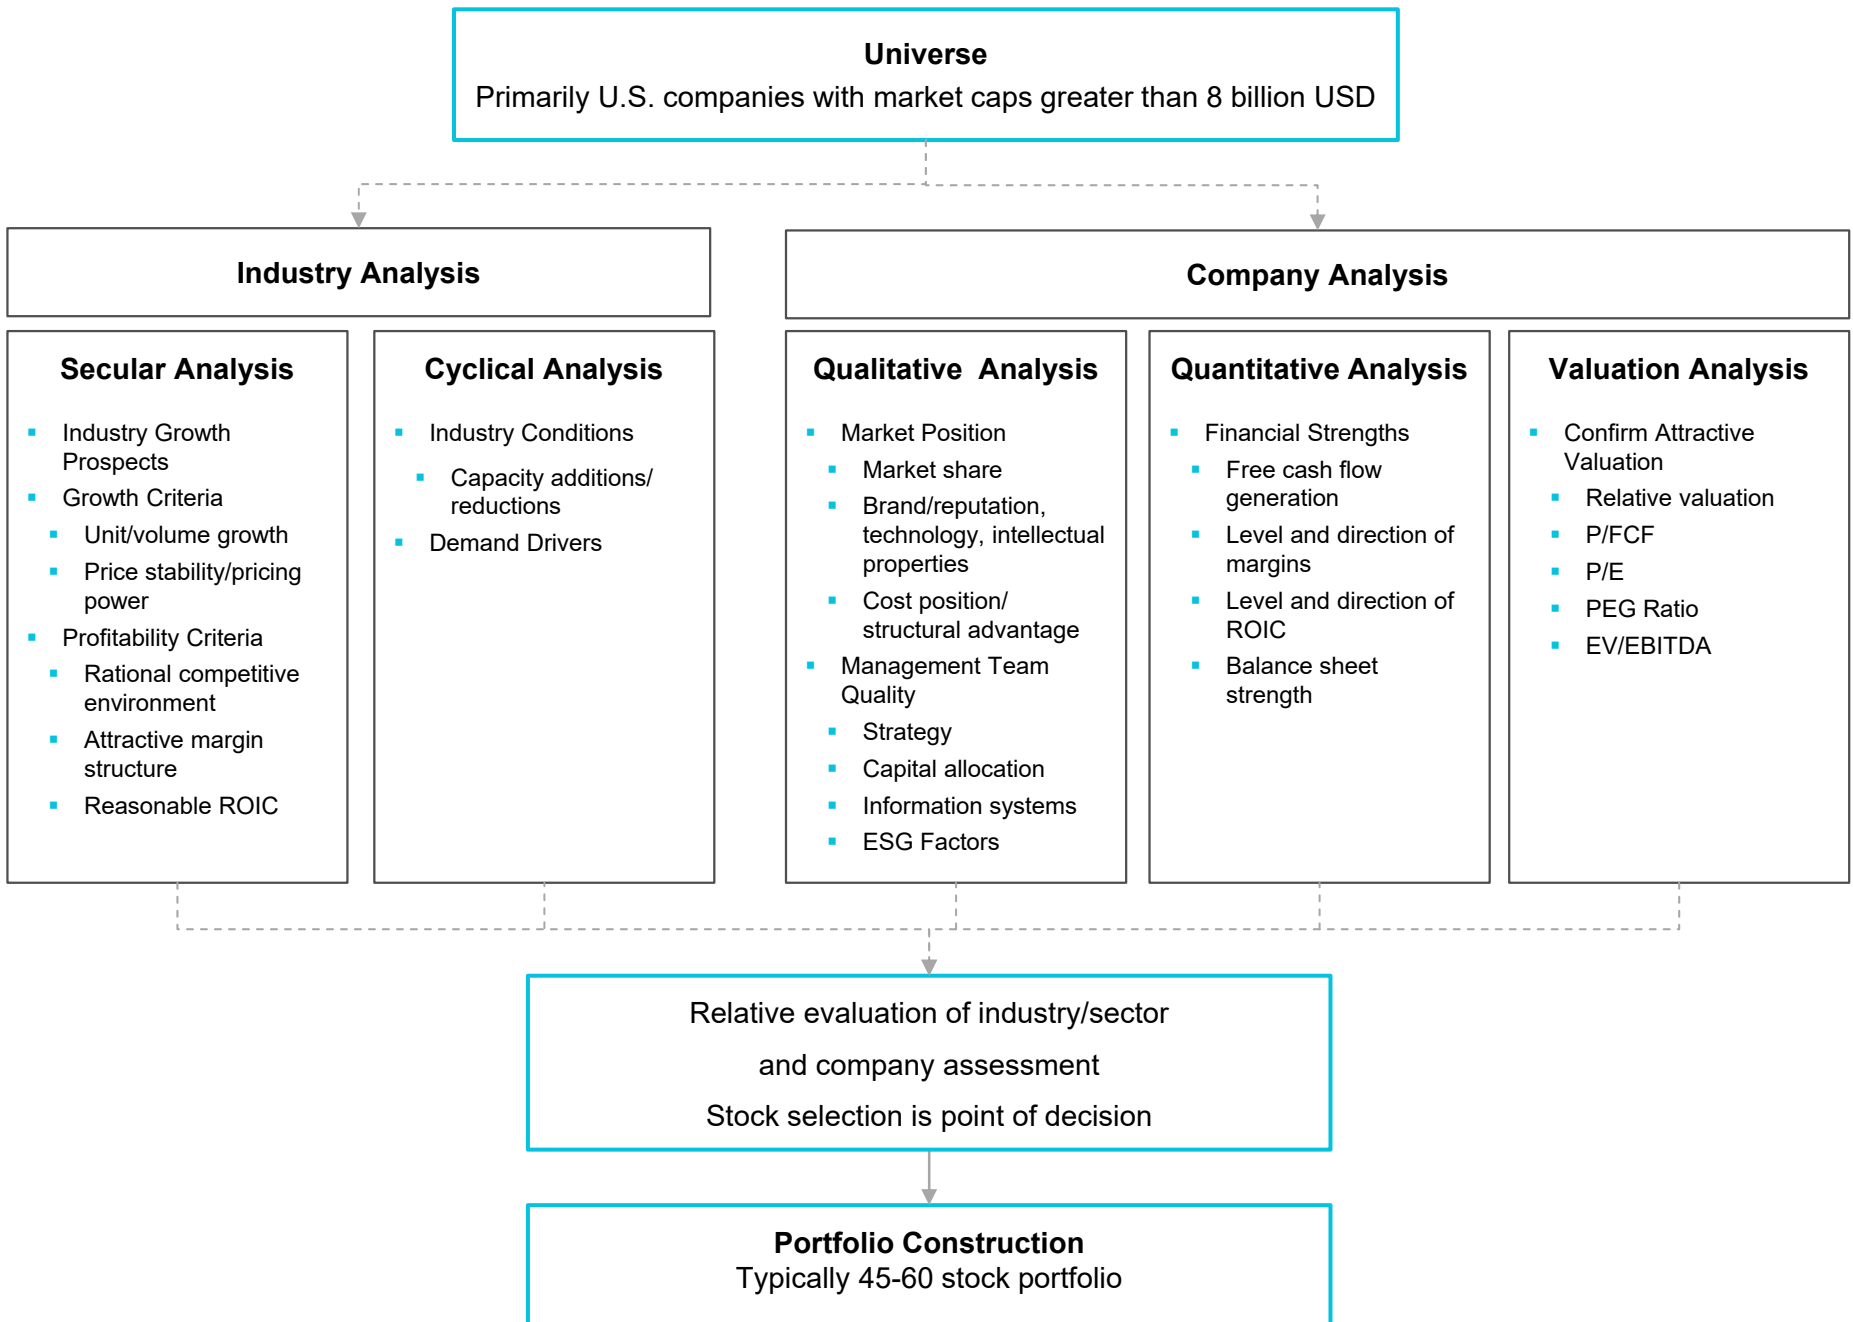 Universe
Primarily U.S. companies with market caps greater than 8 billion USD
Industry Analysis
Company Analysis
Secular Analysis
Industry Growth
Prospects
Growth Criteria
Unit/volume growth
Price stability/pricing
power
Profitability Criteria
Rational competitive
environment
Attractive margin
structure
Reasonable ROIC
Cyclical Analysis
Industry Conditions
Capacity additions/
reductions
Demand Drivers
Qualitative Analysis
Market Position
Market share
Brand/reputation,
technology, intellectual
properties
Cost position/
structural advantage
Management Team
Quality
Strategy
Capital allocation
Information systems
ESG Factors
Quantitative Analysis
Financial Strengths
Free cash flow
generation
Level and direction of
margins
Level and direction of
ROIC
Balance sheet
strength
Valuation Analysis
Confirm Attractive
Valuation
Relative valuation
P/FCF
P/E
PEG Ratio
EV/EBITDA
Relative evaluation of industry/sector
and company assessment
Stock selection is point of decision
Portfolio Construction
Typically 45-60 stock portfolio